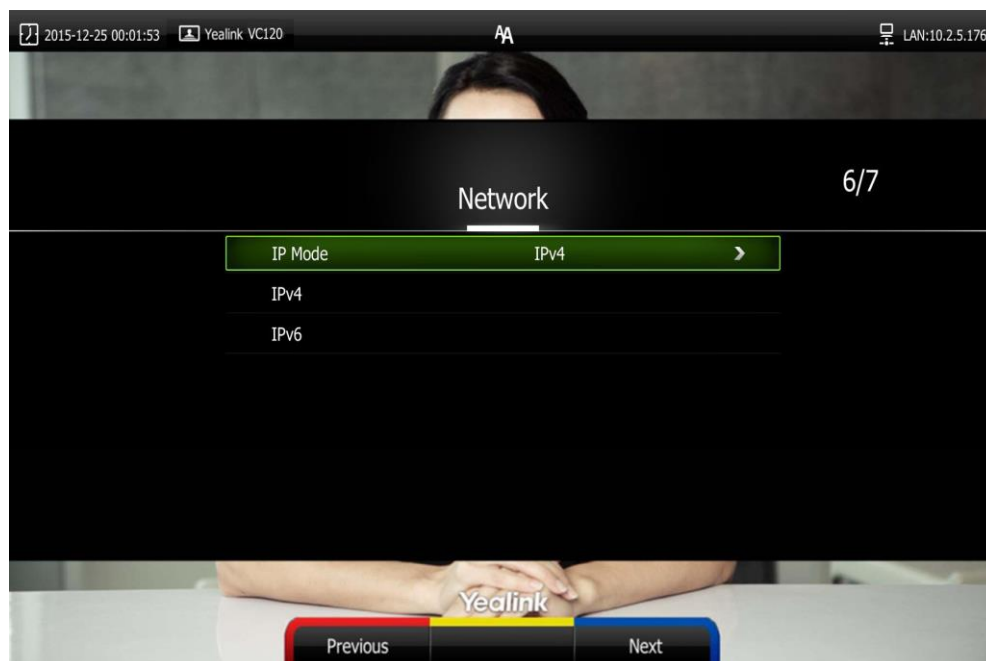 2015-12-25 00:01:53 Yealink VC120 LAN:10.2.5.176
6/7
Network
IP Mode IPv4
IPv4
IPv6
Yealink
Previous Next